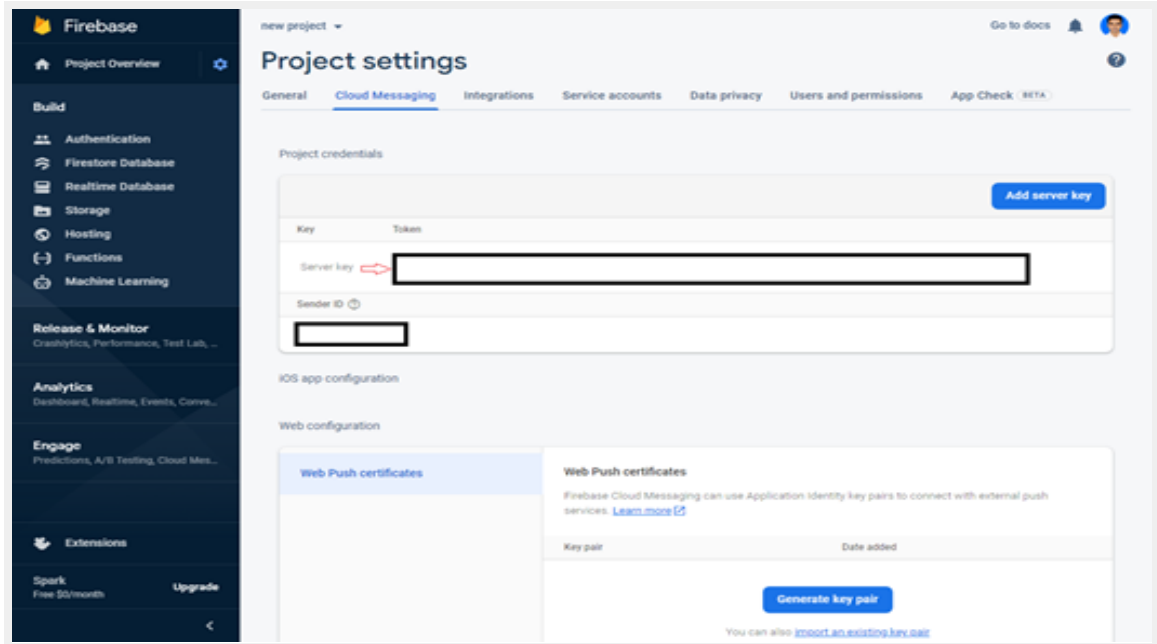 Firebase
Project Overview
Build
Authentication
Firestore Database
Realtime Database
Storage
Hosting
Functions
Machine Learning
Release & Monitor
Crashlytics, Performance, Test Lab, ...
Analytics
Dashboard, Realtime, Events, Conve...
Engage
Predictions, A/B Testing, Cloud Mes...
Extensions
Spark
Free $0/month
Upgrade
new project
Go to docs
Project settings
General Cloud Messaging Integrations Service accounts Data privacy Users and permissions App Check BETA
Project credentials
Add server key
Key Token
Server key
Sender ID
iOS app configuration
Web configuration
Web Push certificates
Web Push certificates
Firebase Cloud Messaging can use Application Identity key pairs to connect with external push
services. Learn more
Key pair Date added
Generate key pair
You can also import an existing key pair